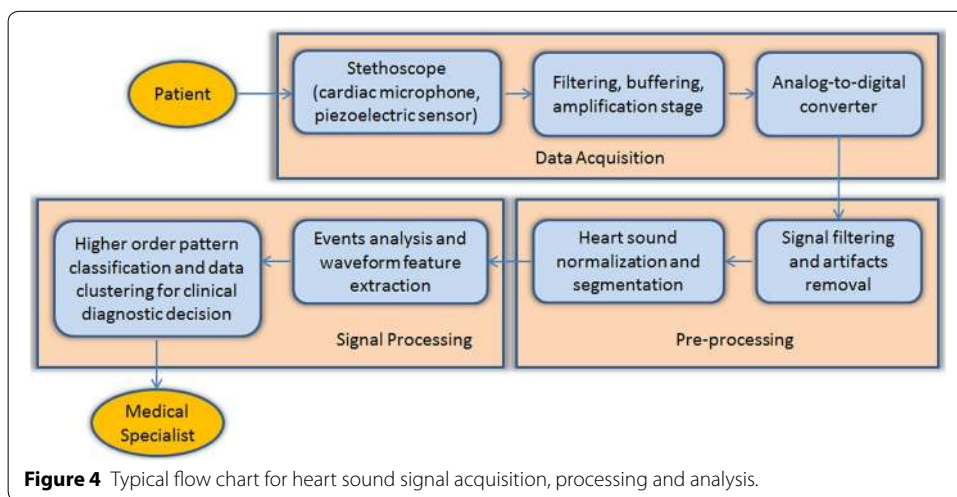 Patient
Stethoscope
(cardiac microphone,
piezoelectric sensor)
Filtering, buffering,
amplification stage
Analog-to-digital
converter
Data Acquisition
Signal filtering
and artifacts
removal
Heart sound
normalization and
segmentation
Pre-processing
Events analysis and
waveform feature
extraction
Higher order pattern
classification and data
clustering for clinical
diagnostic decision
Signal Processing
Medical
Specialist
Figure 4 Typical flow chart for heart sound signal acquisition, processing and analysis.